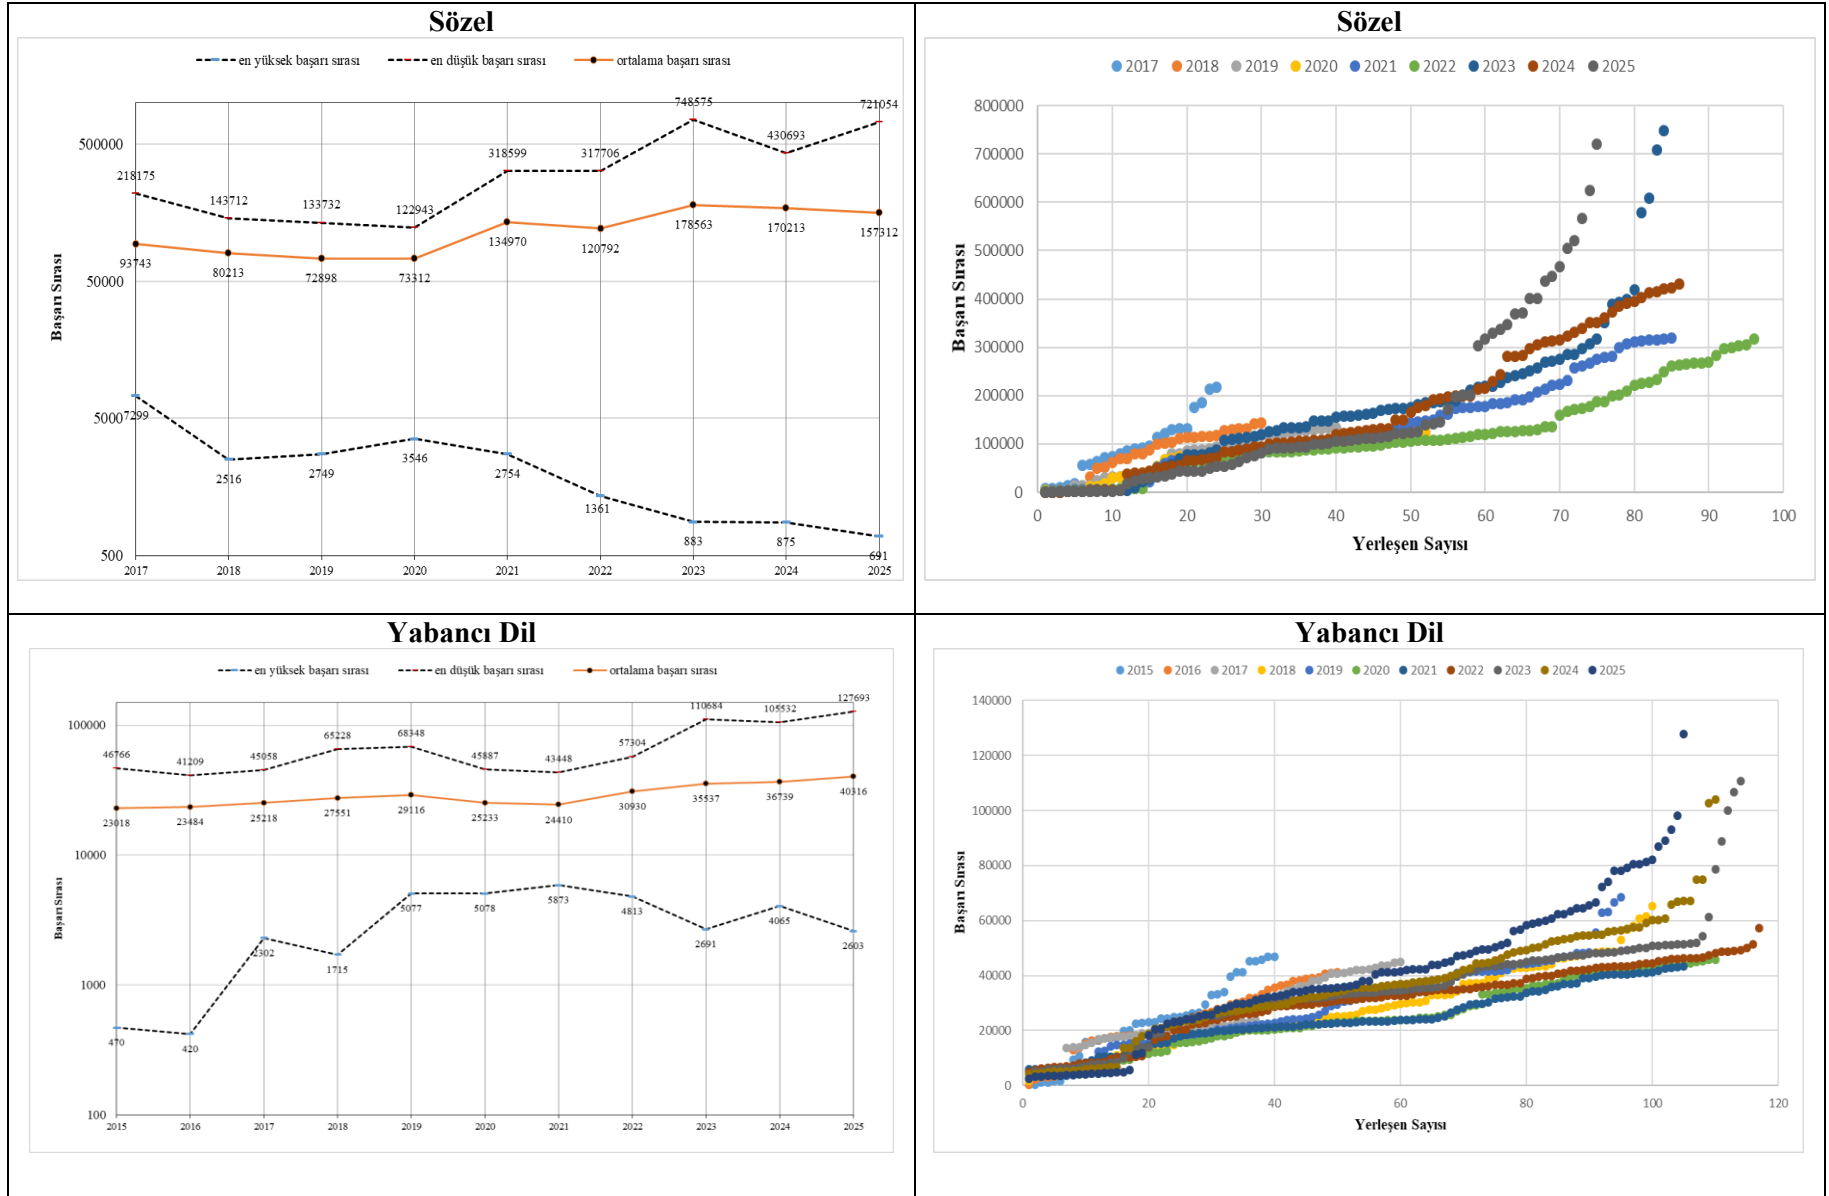 Sözel
en yüksek başarı sırası en düşük başarı sırası ortalama başarı sırası
Başarı Sırası
500000
50000
5000
500
218175 143712 133732 122943 318599 317706 748575 430693 721054
93743 80213 72898 73312 134970 120792 178563 170213 157312
7299 2516 2749 3546 2754 1361 883 875 691
2017 2018 2019 2020 2021 2022 2023 2024 2025
Sözel
2017 2018 2019 2020 2021 2022 2023 2024 2025
Başarı Sırası
800000
700000
600000
500000
400000
300000
200000
100000
0
0 10 20 30 40 50 60 70 80 90 100
Yerleşen Sayısı
Yabancı Dil
en yüksek başarı sırası en düşük başarı sırası ortalama başarı sırası
Başarı Sırası
100000
10000
1000
100
46766 41209 45058 65228 68348 45887 43448 57304 110684 105532 127693
23018 23484 25218 27551 29116 25233 24410 30930 35537 36739 40316
470 420 2302 1715 5077 5078 5873 4813 2691 4065 2603
2015 2016 2017 2018 2019 2020 2021 2022 2023 2024 2025
Yabancı Dil
2015 2016 2017 2018 2019 2020 2021 2022 2023 2024 2025
Başarı Sırası
140000
120000
100000
80000
60000
40000
20000
0
0 20 40 60 80 100 120
Yerleşen Sayısı